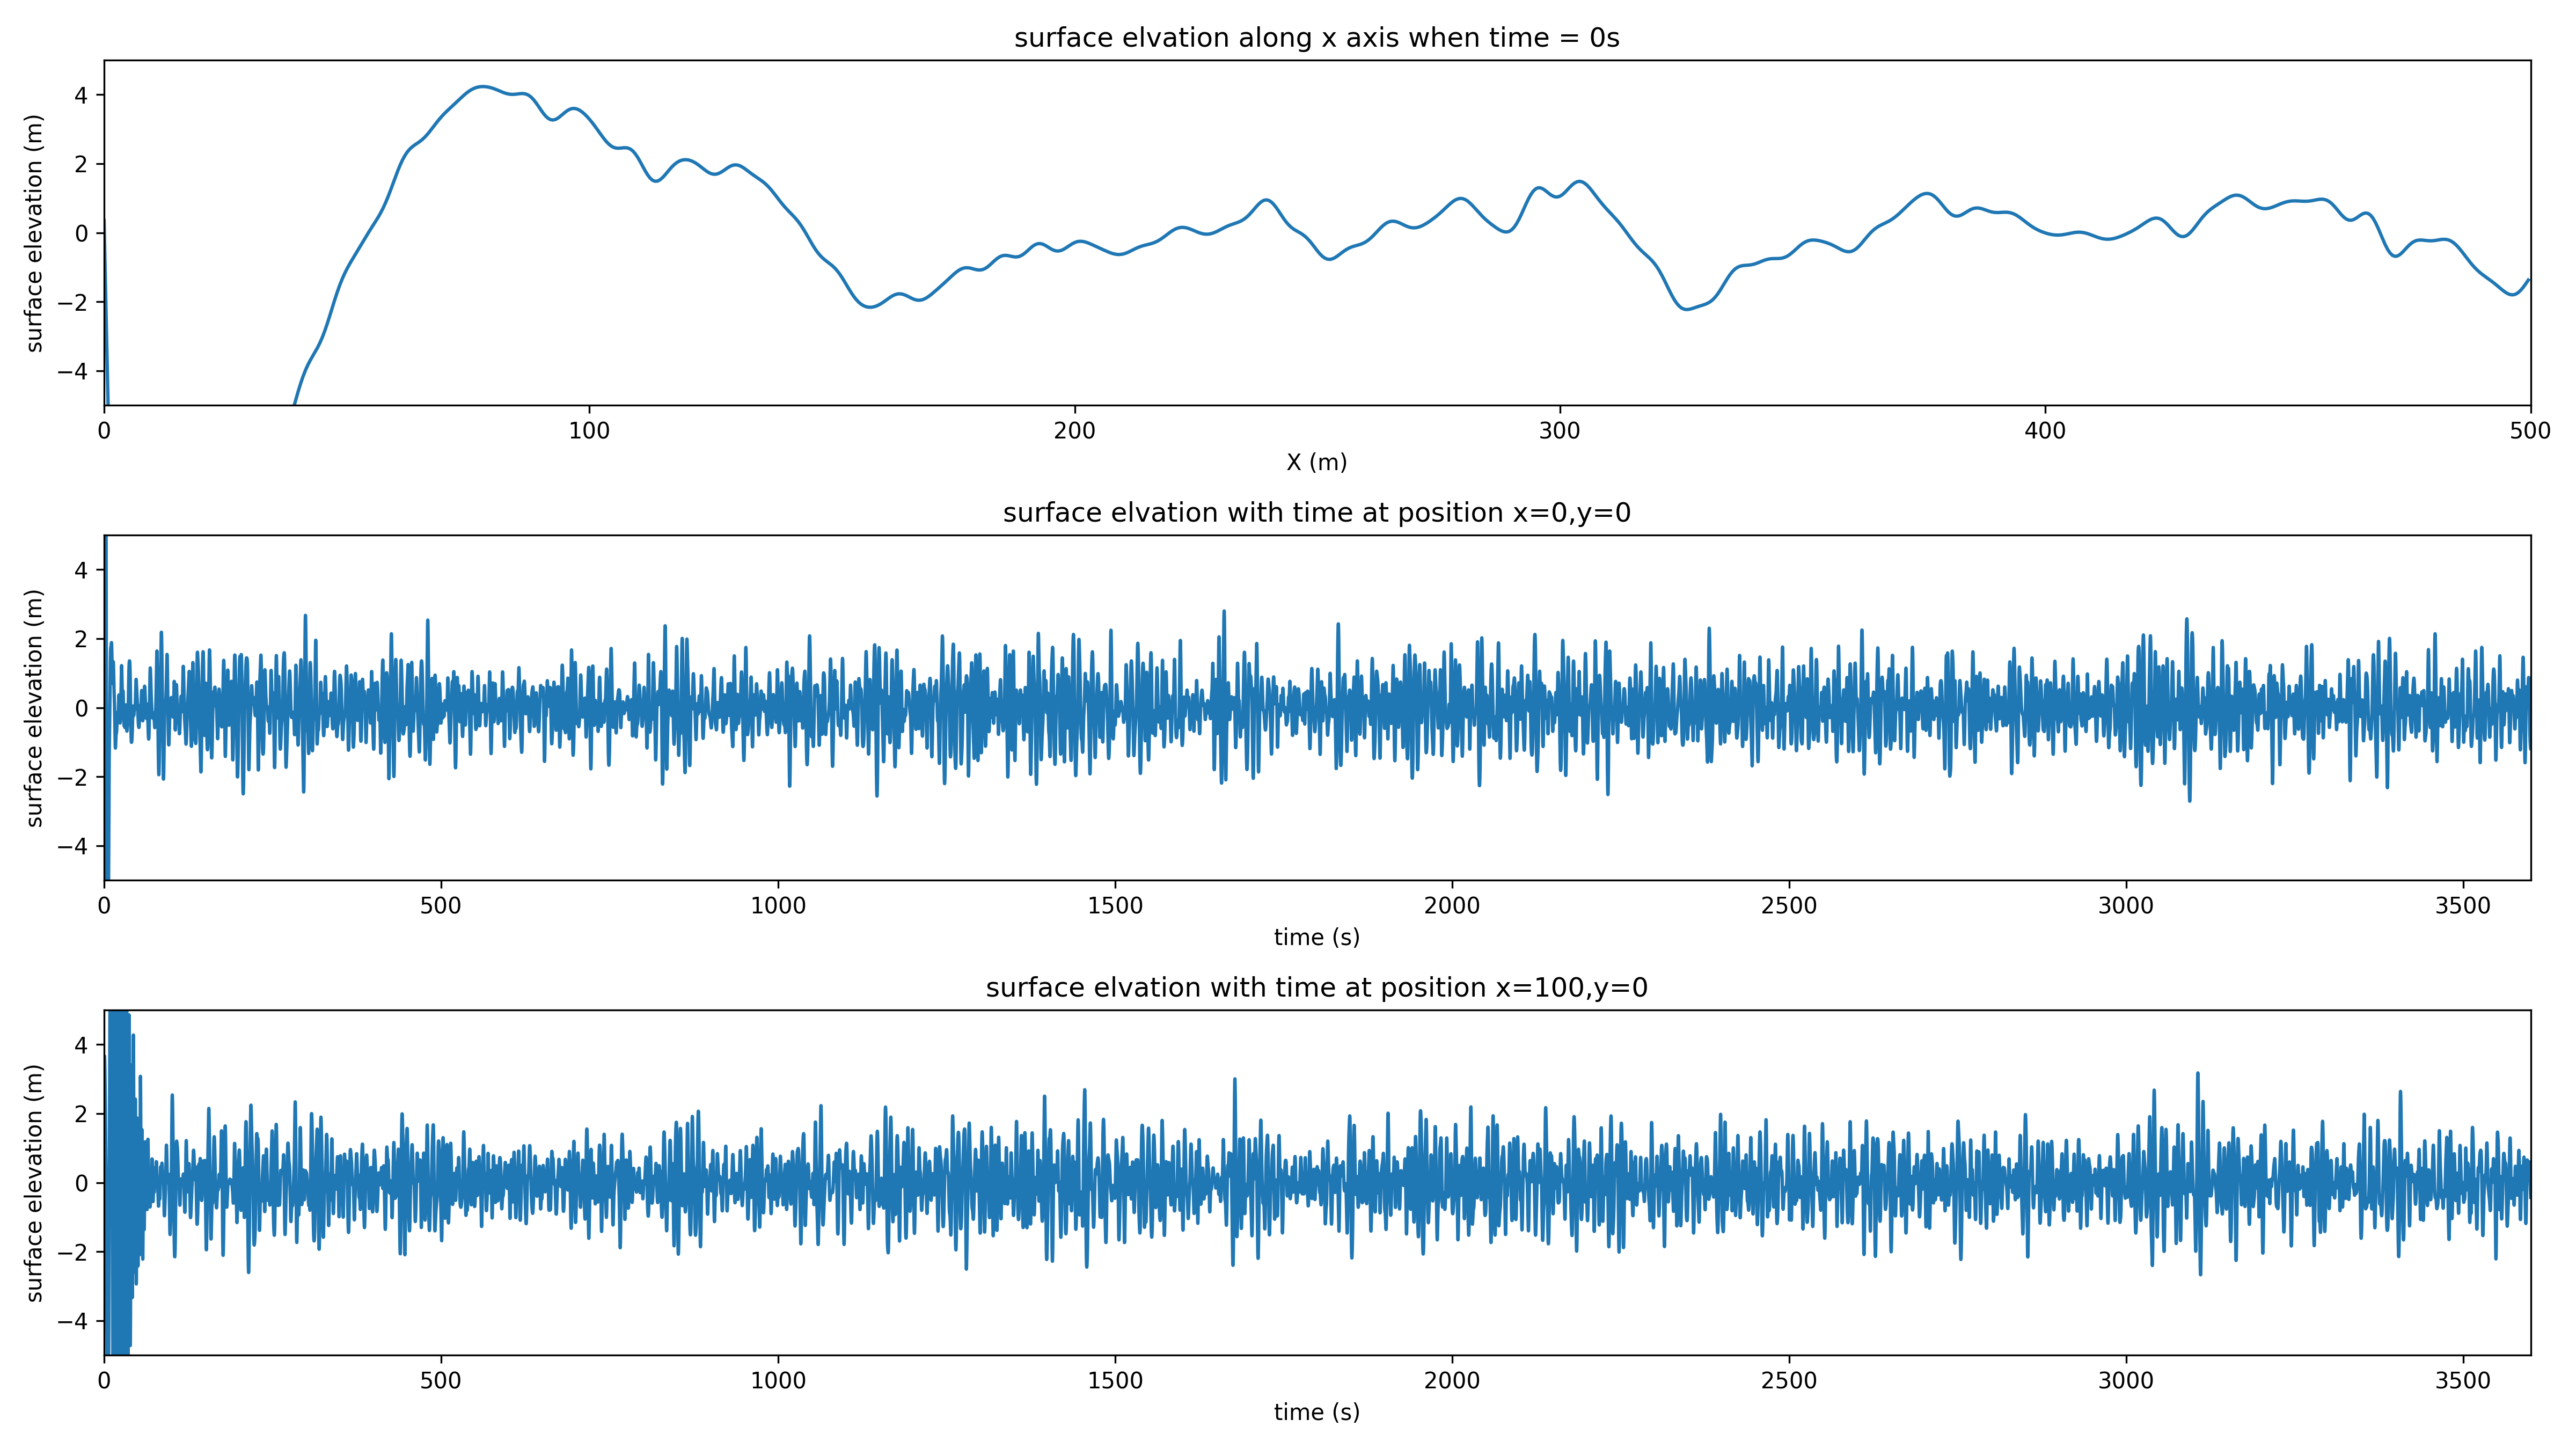 surface elvation along x axis when time = 0s
surface elevation (m)
4
2
0
−2
−4
0 100 200 300 400 500
X (m)
surface elvation with time at position x=0,y=0
surface elevation (m)
4
2
0
−2
−4
0 500 1000 1500 2000 2500 3000 3500
time (s)
surface elvation with time at position x=100,y=0
surface elevation (m)
4
2
0
−2
−4
0 500 1000 1500 2000 2500 3000 3500
time (s)